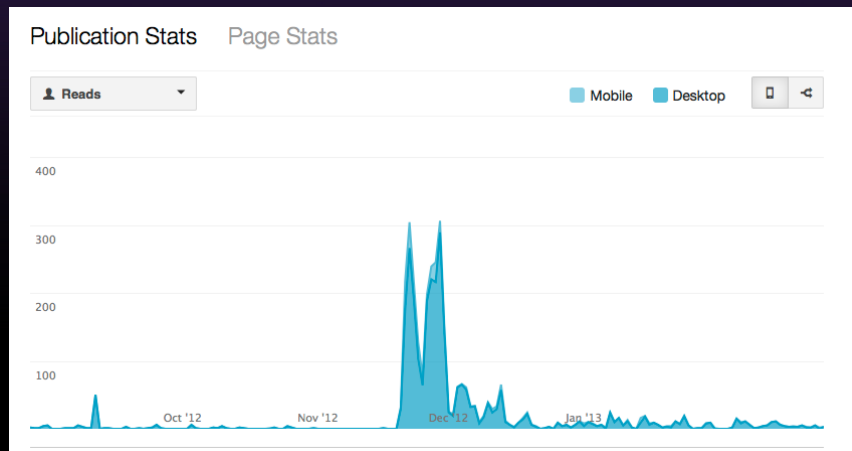 Publication Stats Page Stats
Reads Mobile Desktop
400
300
200
100
Oct '12 Nov '12 Dec '12 Jan '13